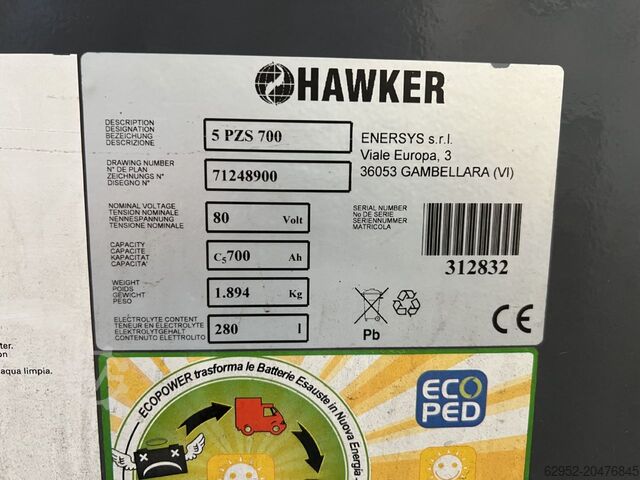 HAWKER
DESCRIPTION
DESIGNATION
BEZEICHNUNG
DESCRIZIONE
5 PZS 700
ENERSYS s.r.l.
Viale Europa, 3
36053 GAMBELLARA (VI)
DRAWING NUMBER
N° DE PLAN
ZEICHNUNGS N°
DISEGNO N°
71248900
NOMINAL VOLTAGE
TENSION NOMINALE
NENNESPANNUNG
TENSIONE NOMINALE
80 Volt
SERIAL NUMBER
No DE SERIE
SERIENNUMMER
MATRICOLA
312832
CAPACITY
CAPACITE
KAPAZITAT
CAPACITA'
C5700 Ah
WEIGHT
POIDS
GEWICHT
PESO
1.894 Kg
ELECTROLYTE CONTENT
TENEUR EN ELECTROLYTE
ELEKTROLYTGEHALT
CONTENUTO ELETTROLITO
280 l
Pb
CE
ter.
on
aqua limpia.
ECOPOWER trasforma le Batterie Esauste in Nuova Energia -
ECO
PED
62952-20476845